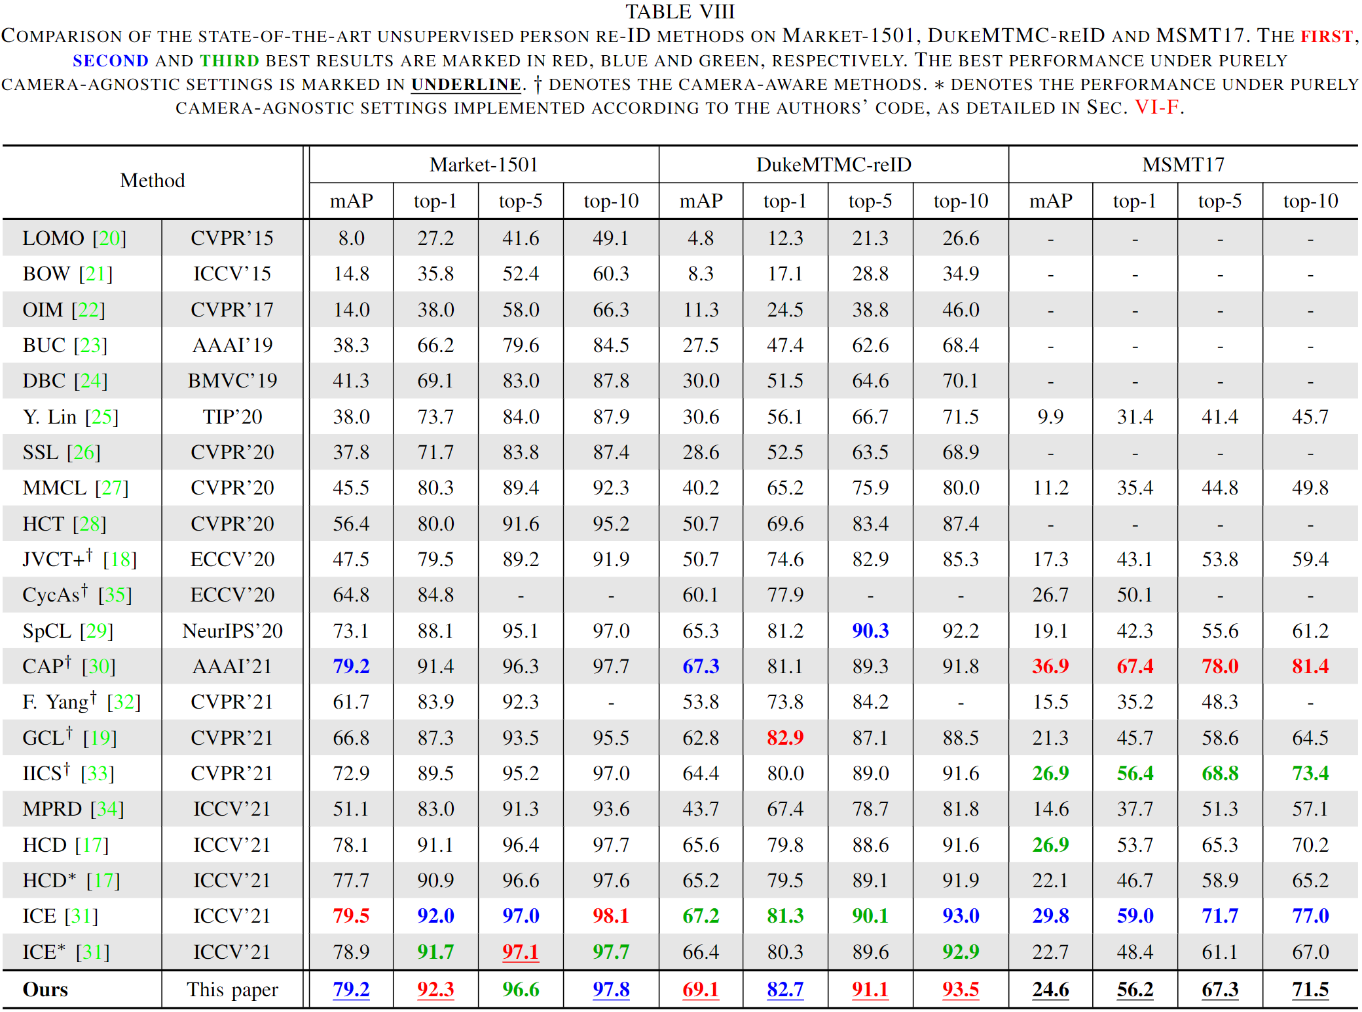 TABLE VIII
COMPARISON OF THE STATE-OF-THE-ART UNSUPERVISED PERSON RE-ID METHODS ON MARKET-1501, DUKEMTMC-REID AND MSMT17. THE FIRST,
SECOND AND THIRD BEST RESULTS ARE MARKED IN RED, BLUE AND GREEN, RESPECTIVELY. THE BEST PERFORMANCE UNDER PURELY
CAMERA-AGNOSTIC SETTINGS IS MARKED IN UNDERLINE. † DENOTES THE CAMERA-AWARE METHODS. * DENOTES THE PERFORMANCE UNDER PURELY
CAMERA-AGNOSTIC SETTINGS IMPLEMENTED ACCORDING TO THE AUTHORS' CODE, AS DETAILED IN SEC. VI-F.
Method Market-1501 DukeMTMC-reID MSMT17
mAP top-1 top-5 top-10 mAP top-1 top-5 top-10 mAP top-1 top-5 top-10
LOMO [20] CVPR'15 8.0 27.2 41.6 49.1 4.8 12.3 21.3 26.6 - - - -
BOW [21] ICCV'15 14.8 35.8 52.4 60.3 8.3 17.1 28.8 34.9 - - - -
OIM [22] CVPR'17 14.0 38.0 58.0 66.3 11.3 24.5 38.8 46.0 - - - -
BUC [23] AAAI'19 38.3 66.2 79.6 84.5 27.5 47.4 62.6 68.4 - - - -
DBC [24] BMVC'19 41.3 69.1 83.0 87.8 30.0 51.5 64.6 70.1 - - - -
Y. Lin [25] TIP'20 38.0 73.7 84.0 87.9 30.6 56.1 66.7 71.5 9.9 31.4 41.4 45.7
SSL [26] CVPR'20 37.8 71.7 83.8 87.4 28.6 52.5 63.5 68.9 - - - -
MMCL [27] CVPR'20 45.5 80.3 89.4 92.3 40.2 65.2 75.9 80.0 11.2 35.4 44.8 49.8
HCT [28] CVPR'20 56.4 80.0 91.6 95.2 50.7 69.6 83.4 87.4 - - - -
JVCT+† [18] ECCV'20 47.5 79.5 89.2 91.9 50.7 74.6 82.9 85.3 17.3 43.1 53.8 59.4
CycAs† [35] ECCV'20 64.8 84.8 - - 60.1 77.9 - - 26.7 50.1 - -
SpCL [29] NeurIPS'20 73.1 88.1 95.1 97.0 65.3 81.2 90.3 92.2 19.1 42.3 55.6 61.2
CAP† [30] AAAI'21 79.2 91.4 96.3 97.7 67.3 81.1 89.3 91.8 36.9 67.4 78.0 81.4
F. Yang† [32] CVPR'21 61.7 83.9 92.3 - 53.8 73.8 84.2 - 15.5 35.2 48.3 -
GCL† [19] CVPR'21 66.8 87.3 93.5 95.5 62.8 82.9 87.1 88.5 21.3 45.7 58.6 64.5
IICS† [33] CVPR'21 72.9 89.5 95.2 97.0 64.4 80.0 89.0 91.6 26.9 56.4 68.8 73.4
MPRD [34] ICCV'21 51.1 83.0 91.3 93.6 43.7 67.4 78.7 81.8 14.6 37.7 51.3 57.1
HCD [17] ICCV'21 78.1 91.1 96.4 97.7 65.6 79.8 88.6 91.6 26.9 53.7 65.3 70.2
HCD* [17] ICCV'21 77.7 90.9 96.6 97.6 65.2 79.5 89.1 91.9 22.1 46.7 58.9 65.2
ICE [31] ICCV'21 79.5 92.0 97.0 98.1 67.2 81.3 90.1 93.0 29.8 59.0 71.7 77.0
ICE* [31] ICCV'21 78.9 91.7 97.1 97.7 66.4 80.3 89.6 92.9 22.7 48.4 61.1 67.0
Ours This paper 79.2 92.3 96.6 97.8 69.1 82.7 91.1 93.5 24.6 56.2 67.3 71.5